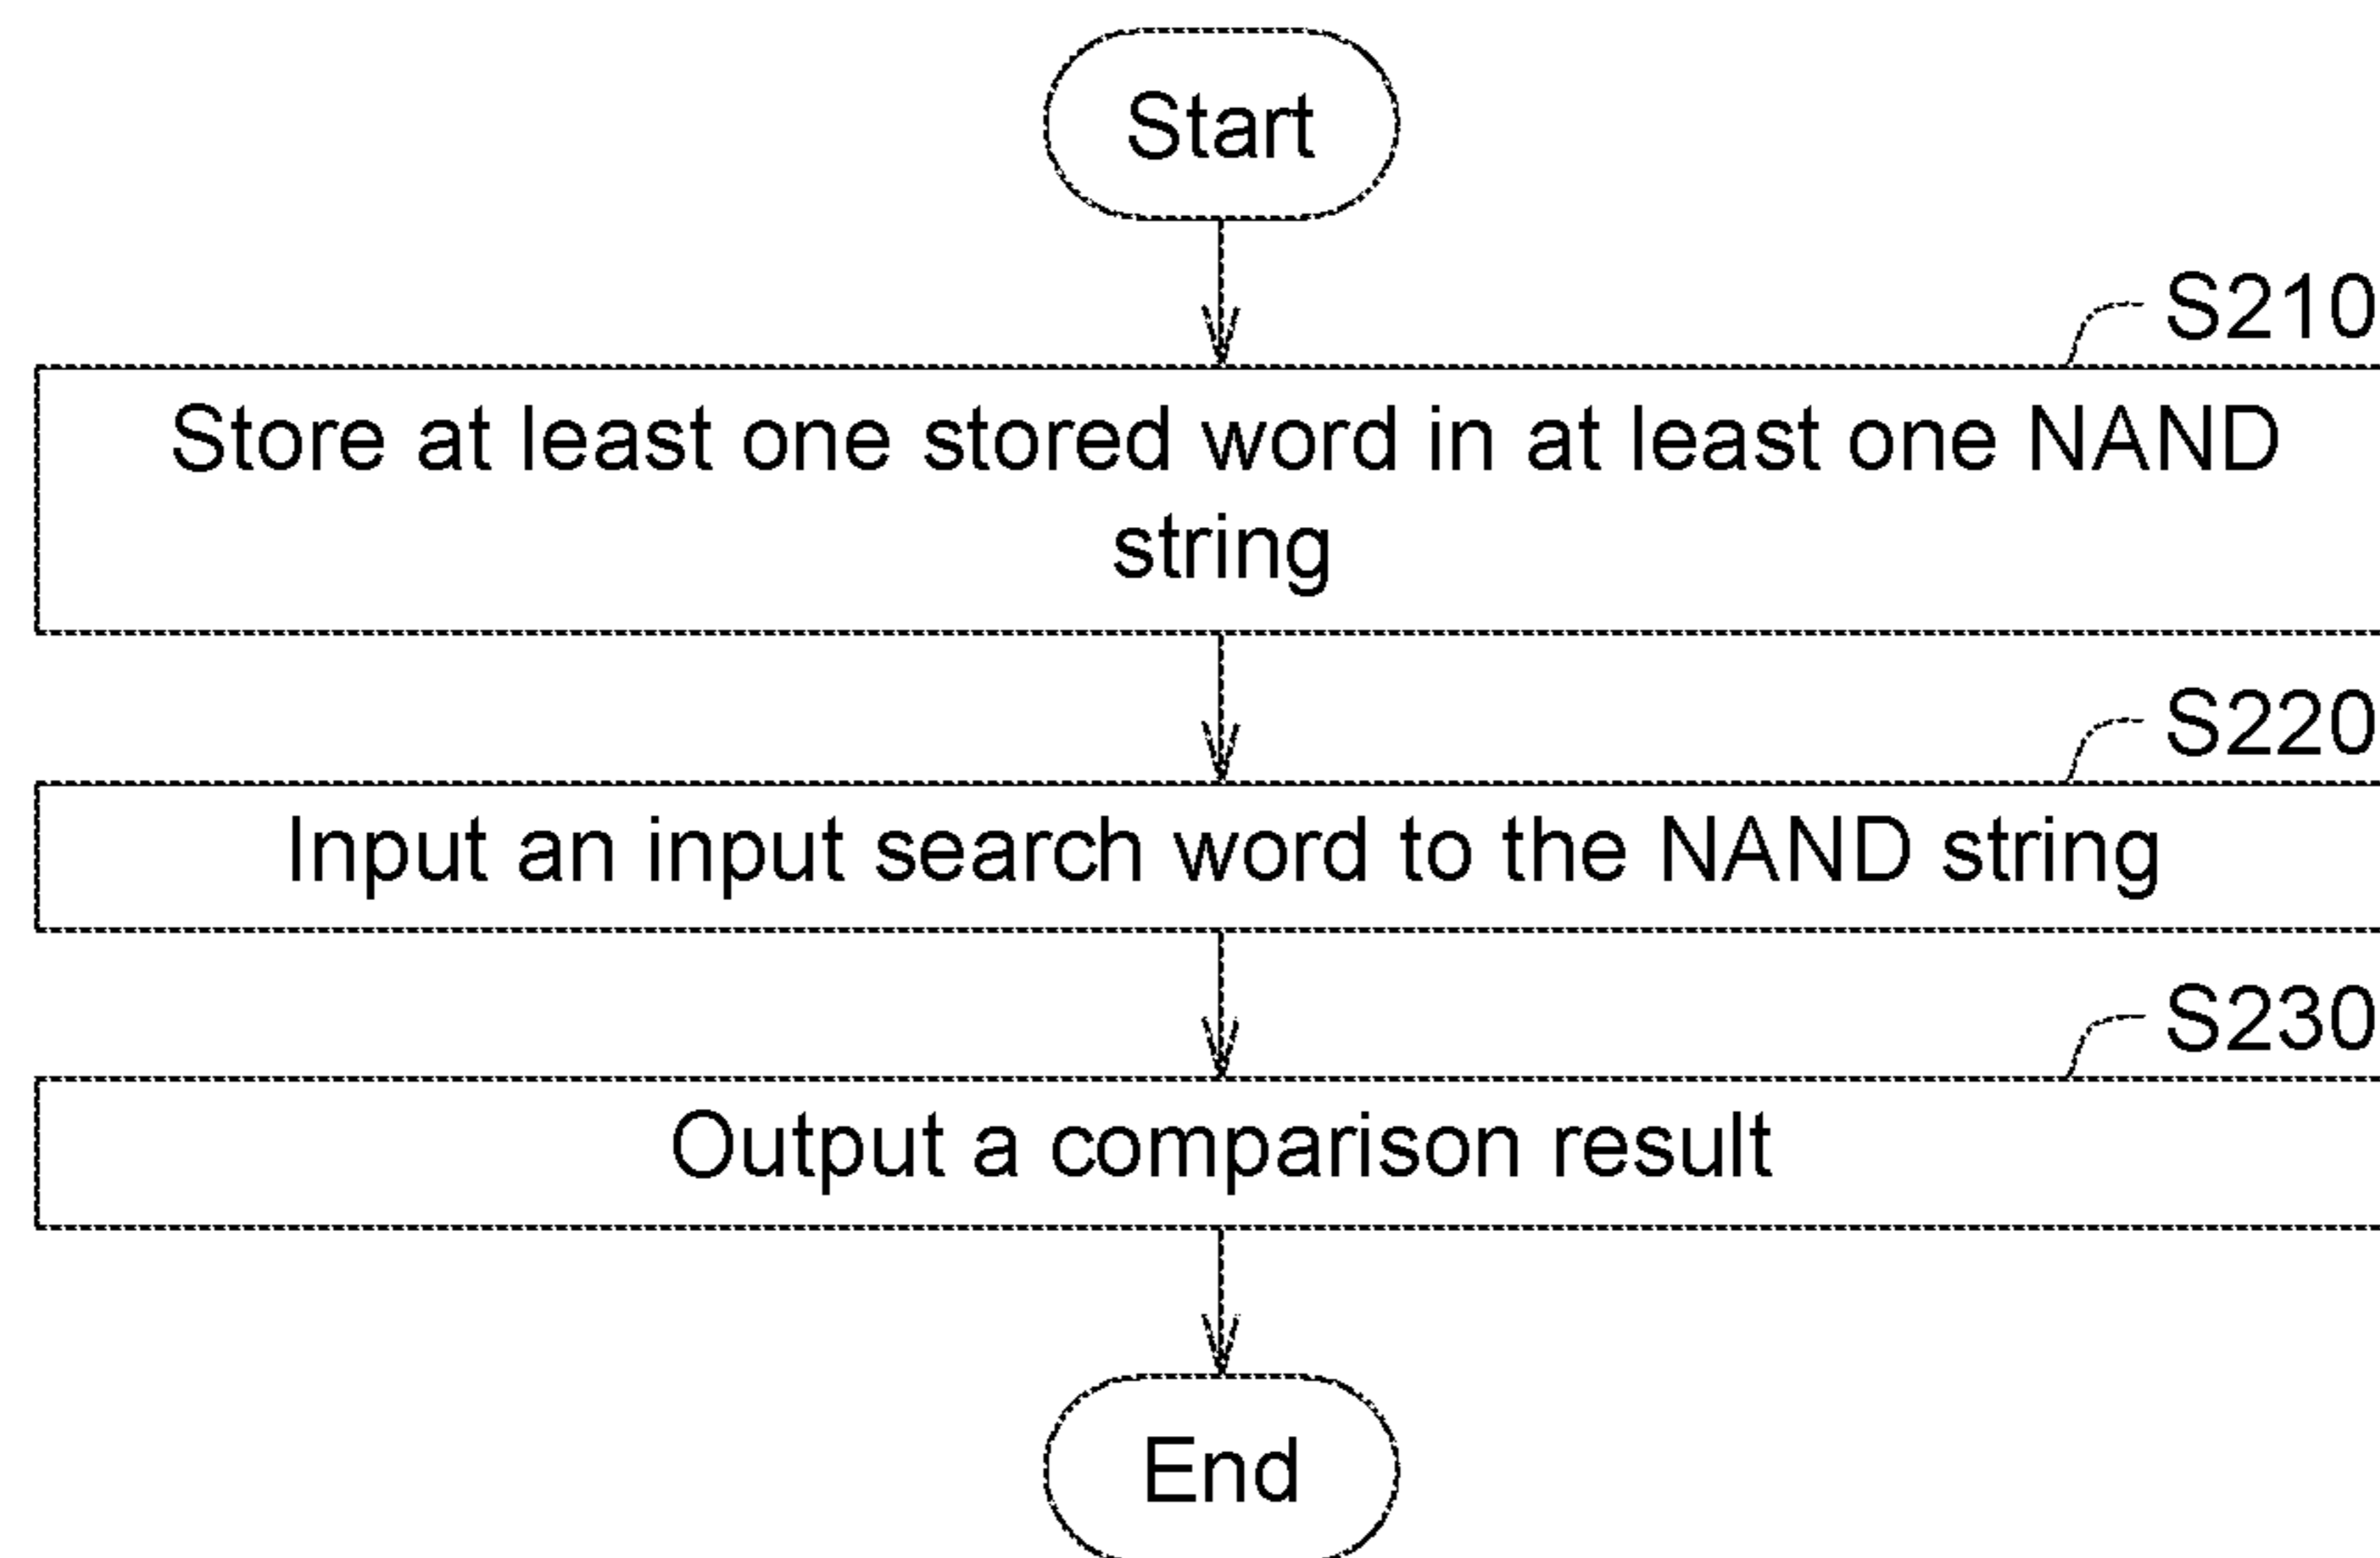 Start
S210
Store at least one stored word in at least one NAND
string
S220
Input an input search word to the NAND string
S230
Output a comparison result
End